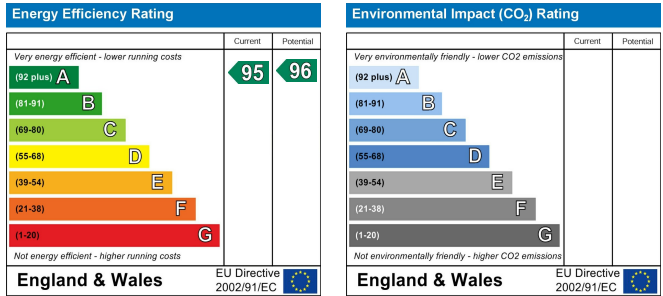 Energy Efficiency Rating
Current Potential
Very energy efficient - lower running costs
(92 plus) A
(81-91) B
(69-80) C
(55-68) D
(39-54) E
(21-38) F
(1-20) G
95 96
Not energy efficient - higher running costs
England & Wales
EU Directive
2002/91/EC
Environmental Impact (CO₂) Rating
Current Potential
Very environmentally friendly - lower CO2 emissions
(92 plus) A
(81-91) B
(69-80) C
(55-68) D
(39-54) E
(21-38) F
(1-20) G
Not environmentally friendly - higher CO2 emissions
England & Wales
EU Directive
2002/91/EC